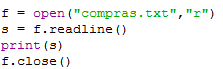 f = open("compras.txt","r")
s = f.readline()
print(s)
f.close()